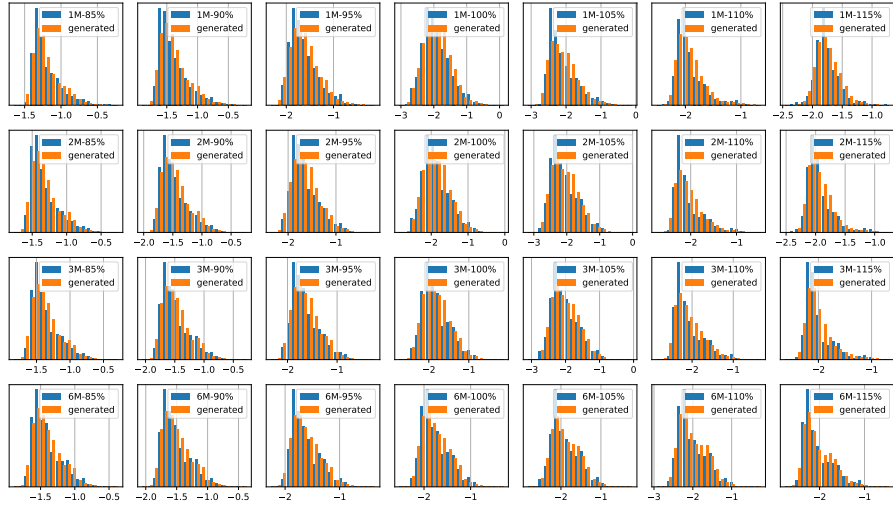 1M-85%
generated
1M-90%
generated
1M-95%
generated
1M-100%
generated
1M-105%
generated
1M-110%
generated
1M-115%
generated
−1.5 −1.0 −0.5
−1.5 −1.0 −0.5
−2 −1
−3 −2 −1 0
−3 −2 −1 0
−2 −1
−2.5 −2.0 −1.5 −1.0
2M-85%
generated
2M-90%
generated
2M-95%
generated
2M-100%
generated
2M-105%
generated
2M-110%
generated
2M-115%
generated
−1.5 −1.0 −0.5
−2.0 −1.5 −1.0 −0.5
−2 −1
−2 −1 0
−3 −2 −1 0
−2 −1
−2.5 −2.0 −1.5 −1.0
3M-85%
generated
3M-90%
generated
3M-95%
generated
3M-100%
generated
3M-105%
generated
3M-110%
generated
3M-115%
generated
−1.5 −1.0 −0.5
−2.0 −1.5 −1.0 −0.5
−2 −1
−2 −1
−3 −2 −1 0
−2 −1
−2 −1
6M-85%
generated
6M-90%
generated
6M-95%
generated
6M-100%
generated
6M-105%
generated
6M-110%
generated
6M-115%
generated
−1.5 −1.0 −0.5
−2.0 −1.5 −1.0 −0.5
−2 −1
−2 −1
−2 −1
−3 −2 −1
−2 −1